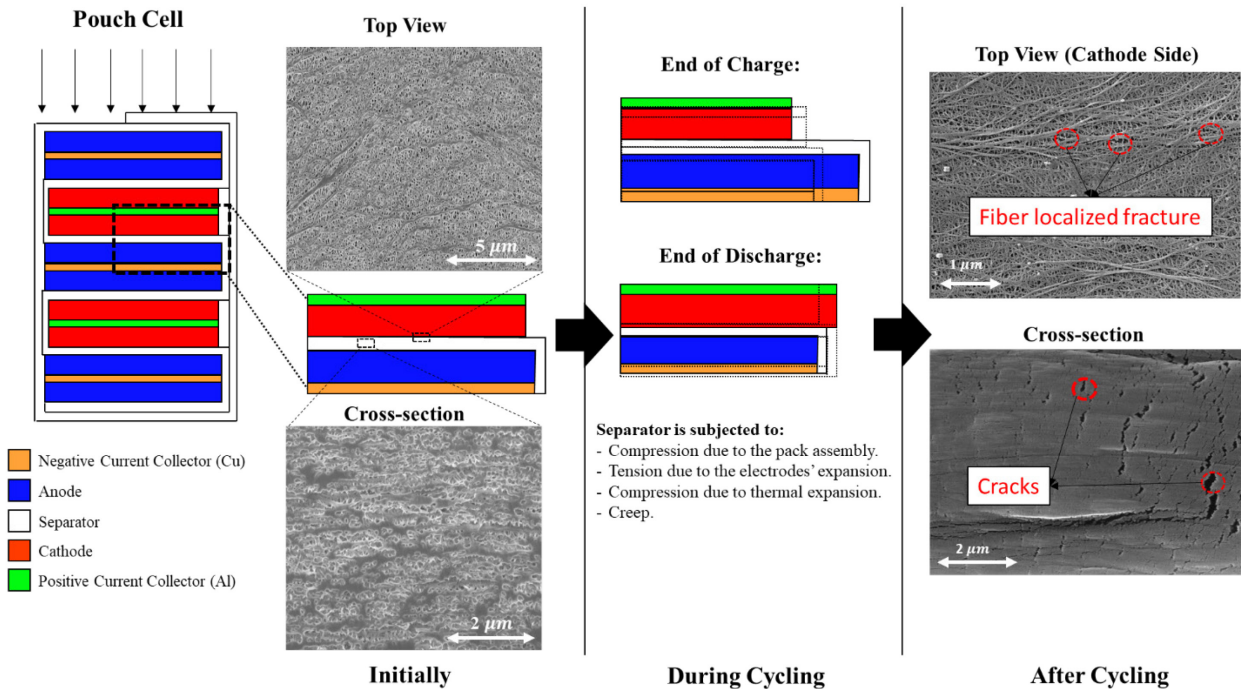 Pouch Cell
Top View
5 μm
Cross-section
2 μm
Negative Current Collector (Cu)
Anode
Separator
Cathode
Positive Current Collector (Al)
Initially
End of Charge:
End of Discharge:
Separator is subjected to:
- Compression due to the pack assembly.
- Tension due to the electrodes' expansion.
- Compression due to thermal expansion.
- Creep.
During Cycling
Top View (Cathode Side)
Fiber localized fracture
1 μm
Cross-section
Cracks
2 μm
After Cycling